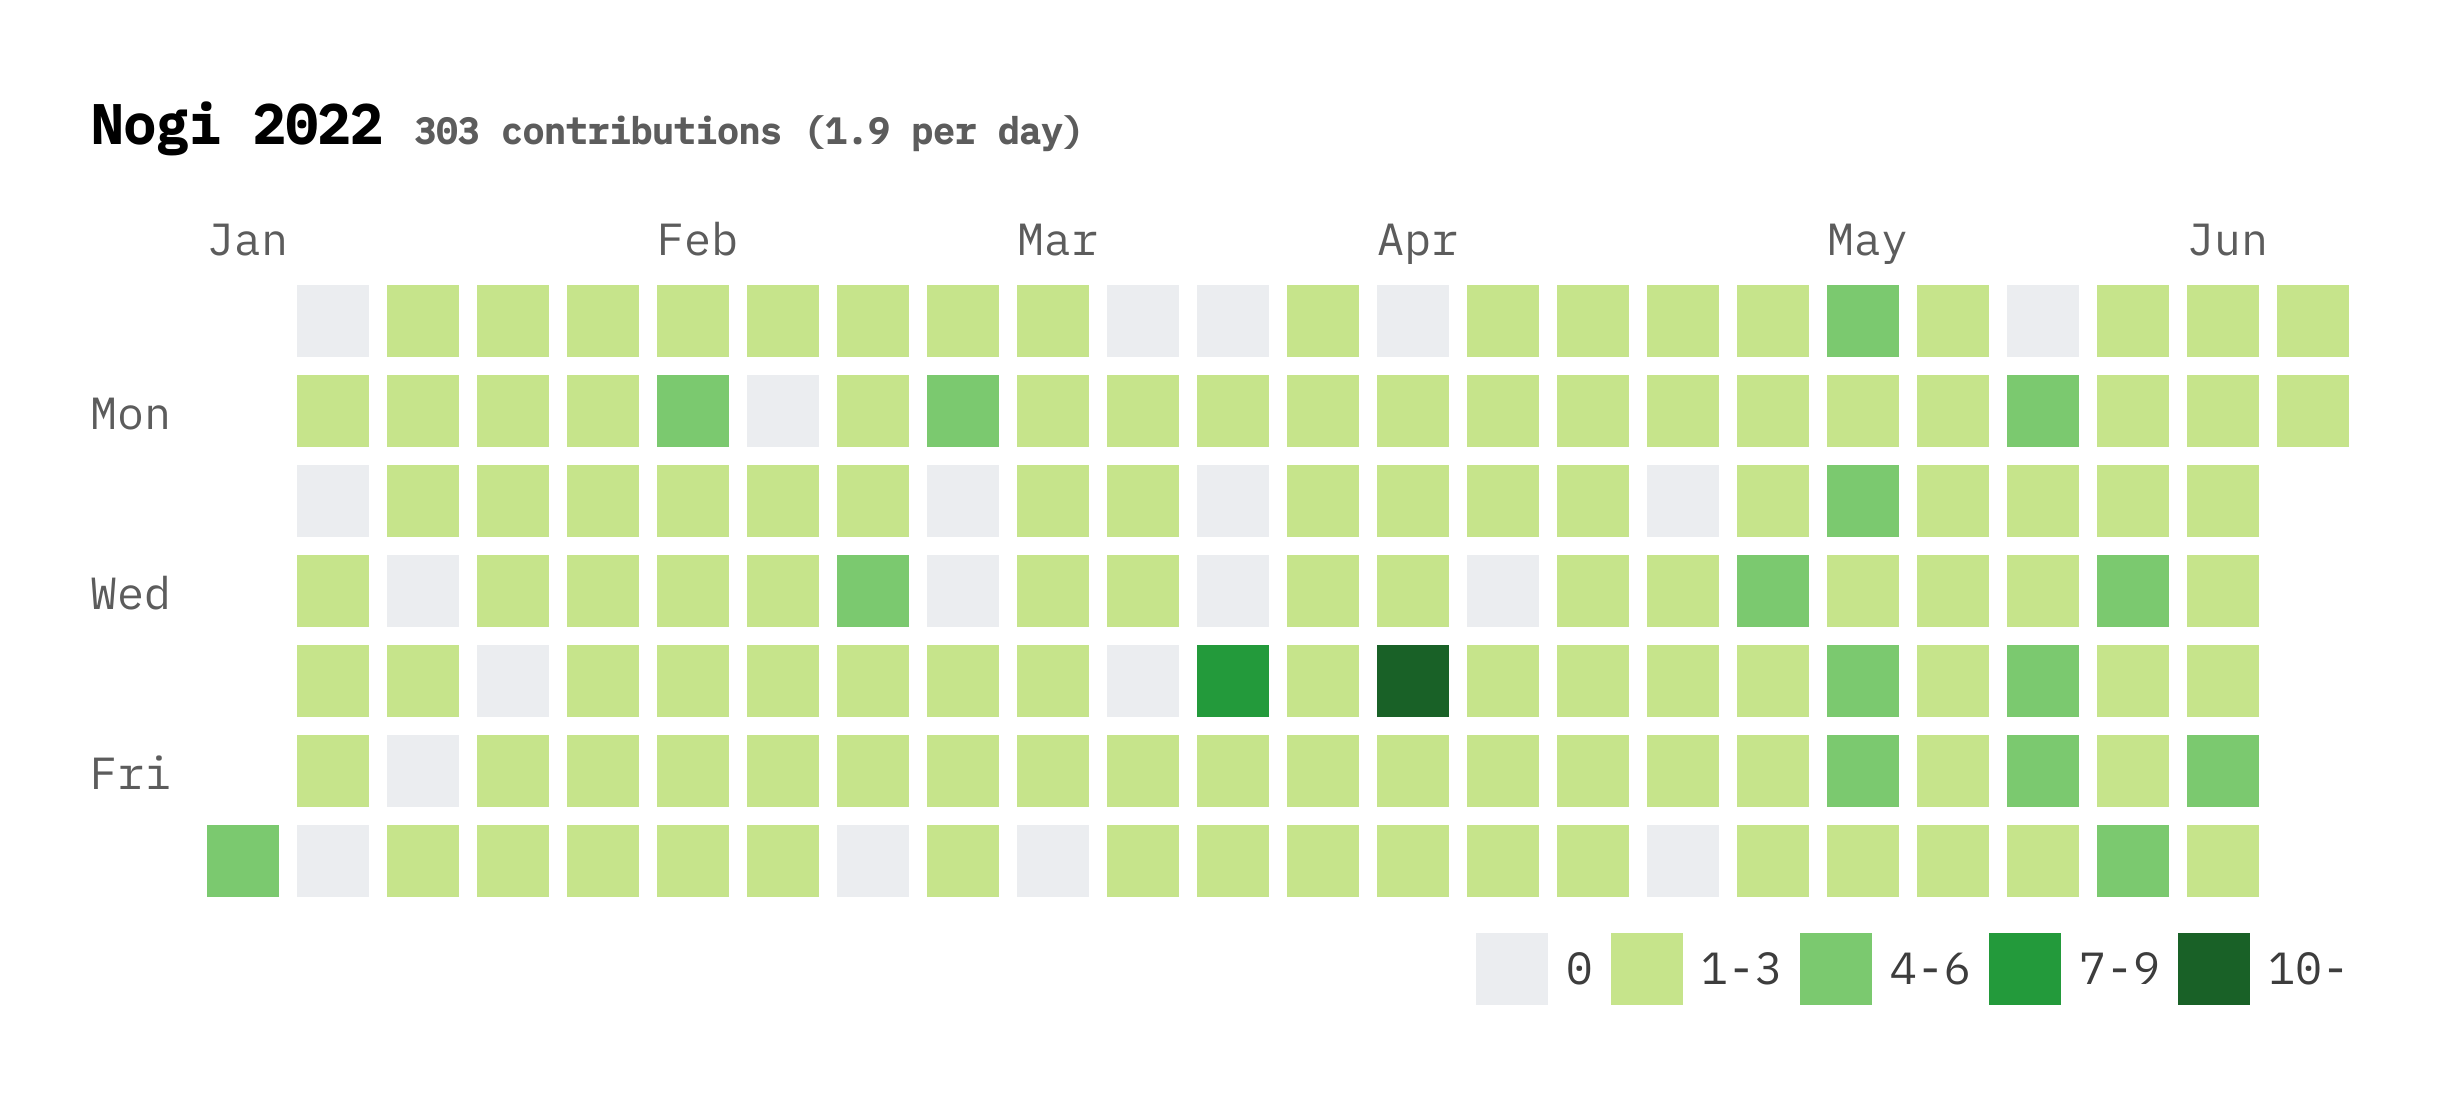 Nogi 2022 303 contributions (1.9 per day)
Jan Feb Mar Apr May Jun
Mon
Wed
Fri
0 1-3 4-6 7-9 10-